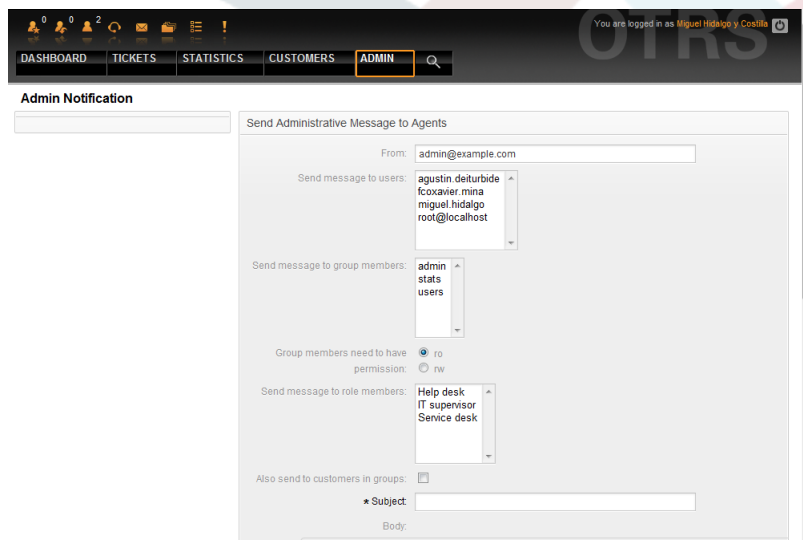 0 0 2 !
You are logged in as Miguel Hidalgo y Costilla
OTRS
DASHBOARD TICKETS STATISTICS CUSTOMERS ADMIN
Admin Notification
Send Administrative Message to Agents
From: admin@example.com
Send message to users: agustin.deiturbide
fcoxavier.mina
miguel.hidalgo
root@localhost
Send message to group members: admin
stats
users
Group members need to have ro
permission: rw
Send message to role members: Help desk
IT supervisor
Service desk
Also send to customers in groups:
* Subject:
Body: